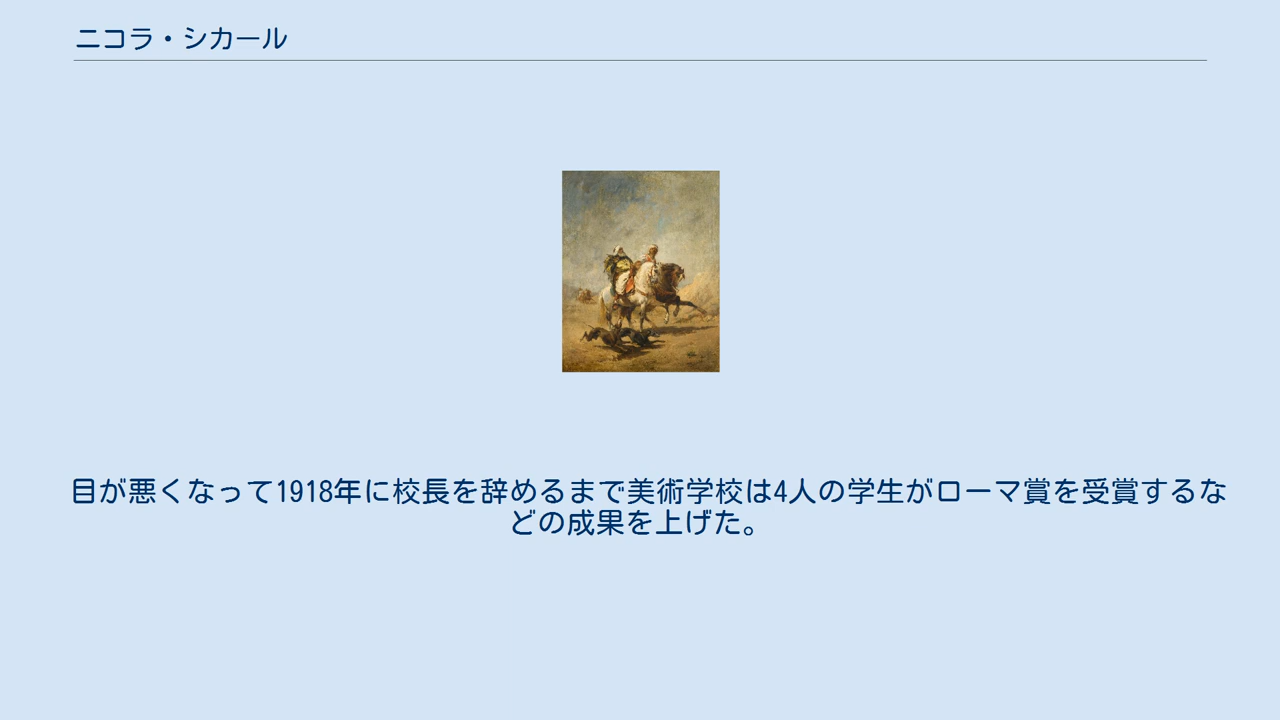 ニコラ・シカール
目が悪くなって1918年に校長を辞めるまで美術学校は4人の学生がローマ賞を受賞するな
どの成果を上げた。